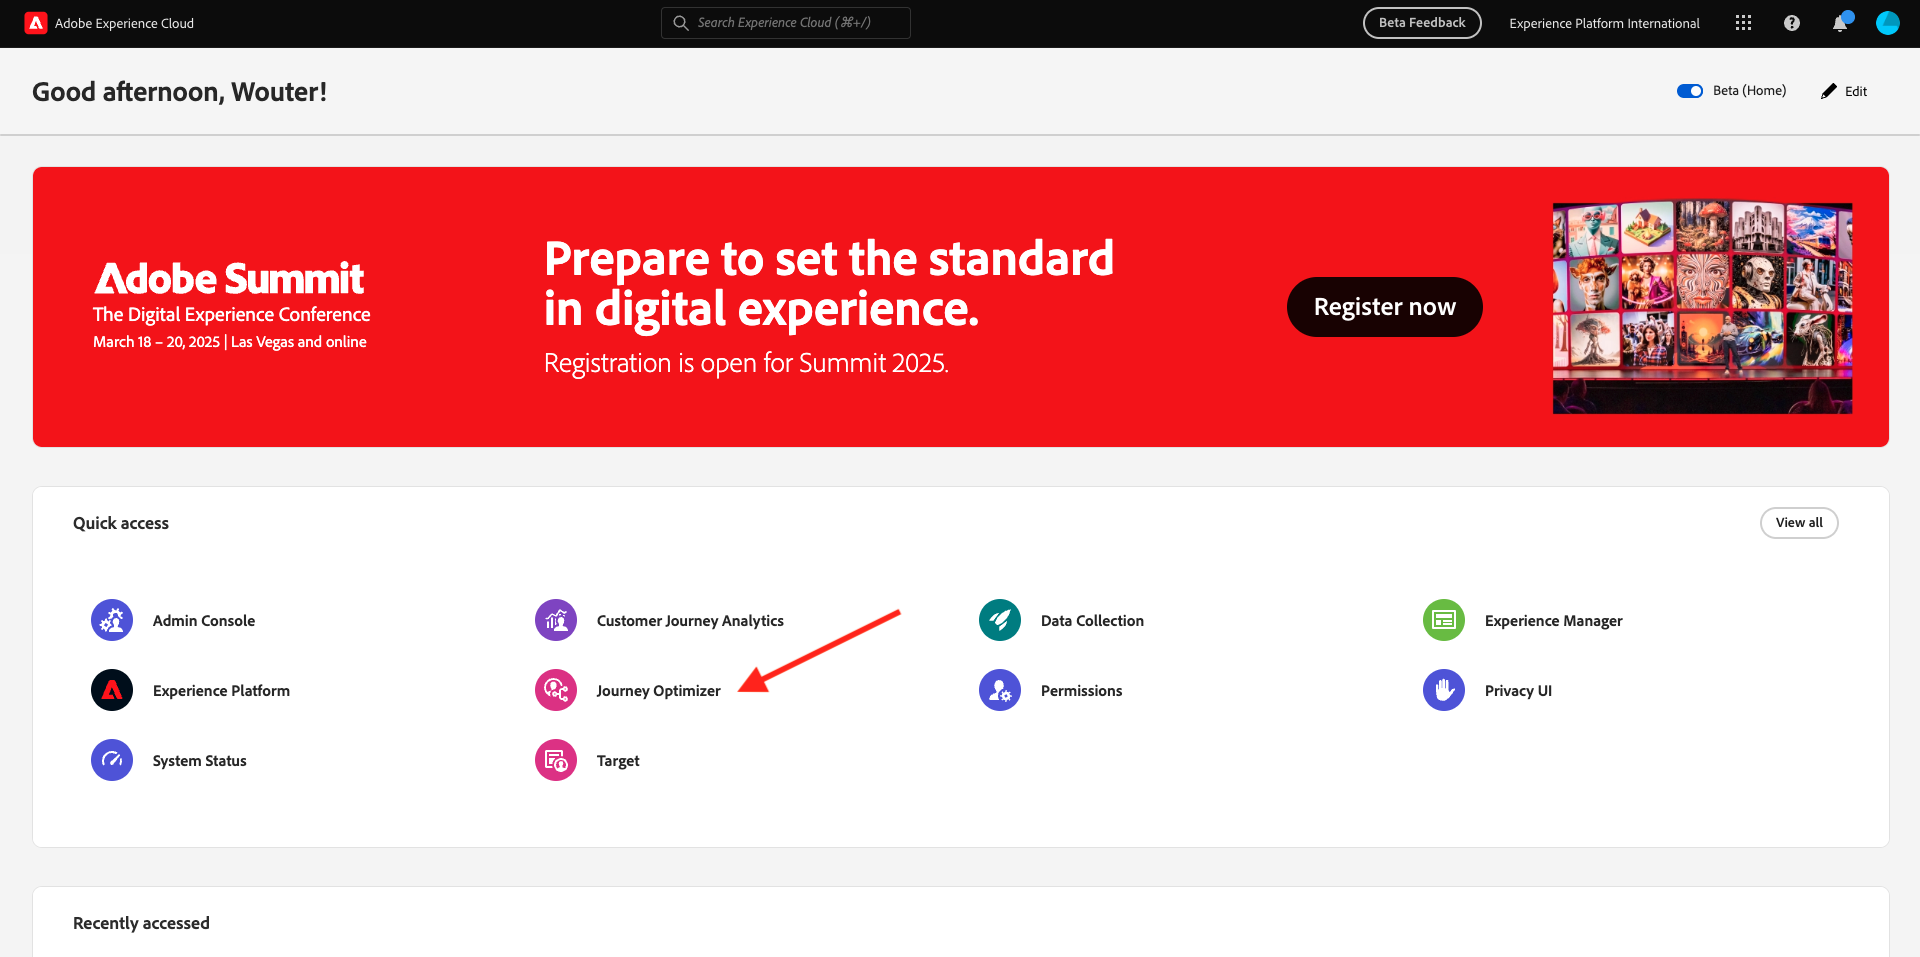 Adobe Experience Cloud
Search Experience Cloud (⌘+/)
Beta Feedback
Experience Platform International
Good afternoon, Wouter!
Beta (Home)
Edit
Adobe Summit
The Digital Experience Conference
March 18 – 20, 2025 | Las Vegas and online
Prepare to set the standard
in digital experience.
Registration is open for Summit 2025.
Register now
Quick access
View all
Admin Console
Customer Journey Analytics
Data Collection
Experience Manager
Experience Platform
Journey Optimizer
Permissions
Privacy UI
System Status
Target
Recently accessed